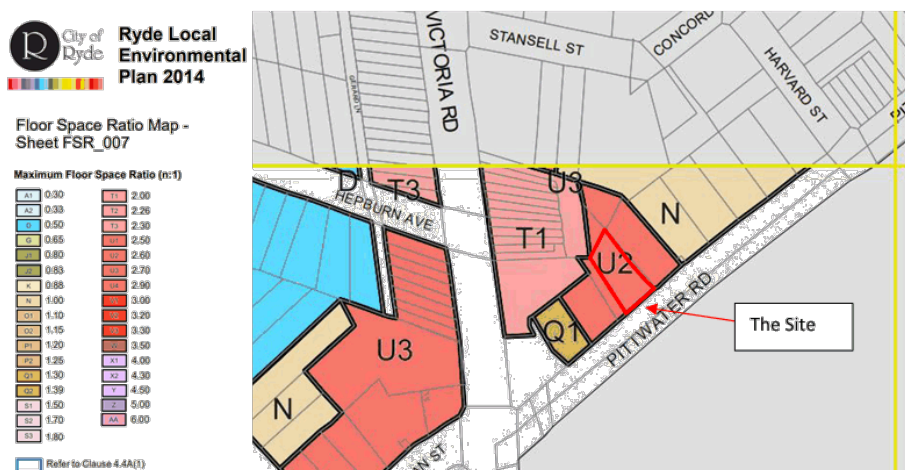 R
City of
Ryde
Ryde Local
Environmental
Plan 2014
Floor Space Ratio Map -
Sheet FSR_007
Maximum Floor Space Ratio (n:1)
A1 0.30
A2 0.33
D 0.50
G 0.65
J1 0.80
J2 0.83
K 0.88
N 1.00
O1 1.10
O2 1.15
P1 1.20
P2 1.25
Q1 1.30
Q2 1.39
S1 1.50
S2 1.70
S3 1.80
T1 2.00
T2 2.25
T3 2.30
U1 2.50
U2 2.60
U3 2.70
U4 2.90
3.00
3.20
3.30
3.50
X1 4.00
X2 4.30
Y 4.50
Z 5.00
AA 6.00
Refer to Clause 4.4A(1)
VICTORIA RD
STANSELL ST
CONCORD
HARVARD ST
PIT
GERARD LN
D
T3
U3
HEPBURN AVE
N
T1
U2
Q1
PITTWATER RD
The Site
U3
N
N ST